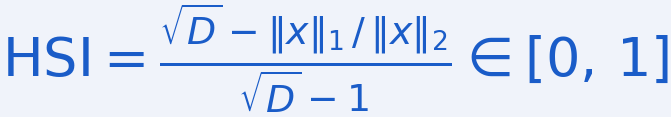 HSI = (√D − ‖x‖₁ / ‖x‖₂) / (√D − 1) ∈ [0, 1]